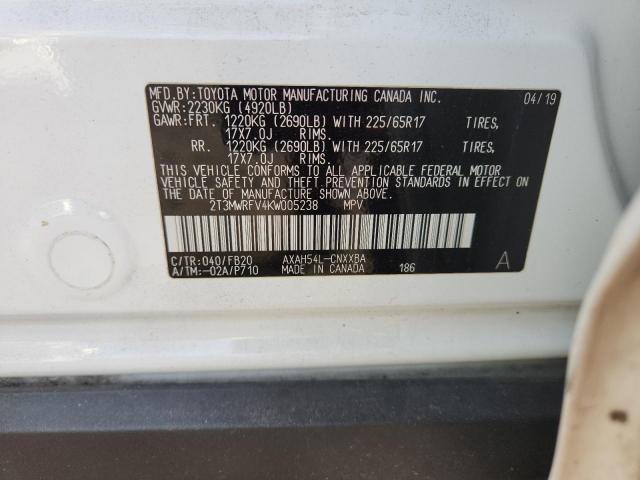 MFD.BY:TOYOTA MOTOR MANUFACTURING CANADA INC. 04/19
GVWR:2230KG (4920LB)
GAWR:FRT. 1220KG (2690LB) WITH 225/65R17 TIRES,
17X7.0J RIMS.
RR. 1220KG (2690LB) WITH 225/65R17 TIRES,
17X7.0J RIMS.
THIS VEHICLE CONFORMS TO ALL APPLICABLE FEDERAL MOTOR
VEHICLE SAFETY AND THEFT PREVENTION STANDARDS IN EFFECT ON
THE DATE OF MANUFACTURE SHOWN ABOVE.
2T3MWRFV4KW005238 MPV
C/TR:040/FB20 AXAH54L-CNXXBA
A/TM:-02A/P710 MADE IN CANADA 186 A